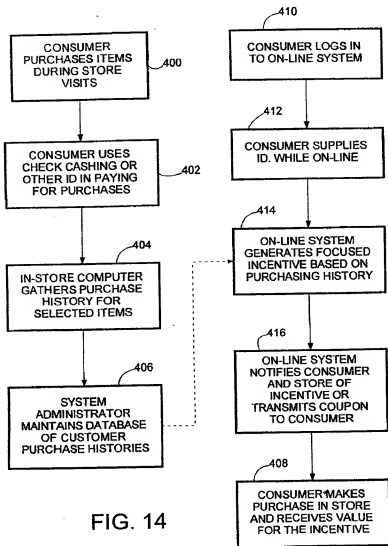 CONSUMER
PURCHASES ITEMS
DURING STORE
VISITS
400
CONSUMER USES
CHECK CASHING OR
OTHER ID IN PAYING
FOR PURCHASES
402
404
IN-STORE COMPUTER
GATHERS PURCHASE
HISTORY FOR
SELECTED ITEMS
406
SYSTEM
ADMINISTRATOR
MAINTAINS DATABASE
OF CUSTOMER
PURCHASE HISTORIES
410
CONSUMER LOGS IN
TO ON-LINE SYSTEM
412
CONSUMER SUPPLIES
ID. WHILE ON-LINE
414
ON-LINE SYSTEM
GENERATES FOCUSED
INCENTIVE BASED ON
PURCHASING HISTORY
416
ON-LINE SYSTEM
NOTIFIES CONSUMER
AND STORE OF
INCENTIVE OR
TRANSMITS COUPON
TO CONSUMER
408
CONSUMER MAKES
PURCHASE IN STORE
AND RECEIVES VALUE
FOR THE INCENTIVE
FIG. 14